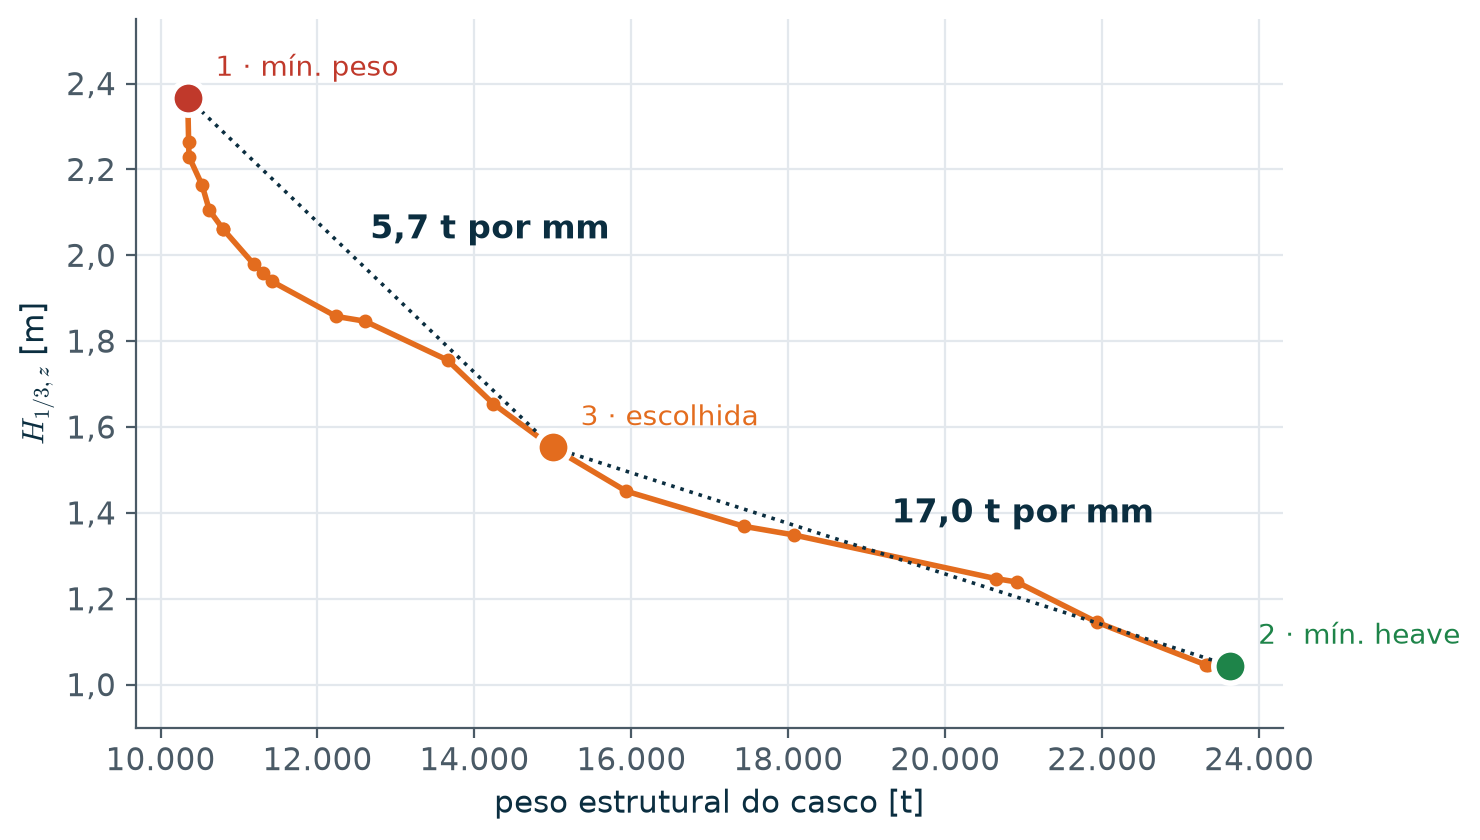 1 · mín. peso
2,4
2,2
5,7 t por mm
2,0
1,8
H1/3, z [m]
3 · escolhida
1,6
17,0 t por mm
1,4
1,2
2 · mín. heave
1,0
10.000 12.000 14.000 16.000 18.000 20.000 22.000 24.000
peso estrutural do casco [t]